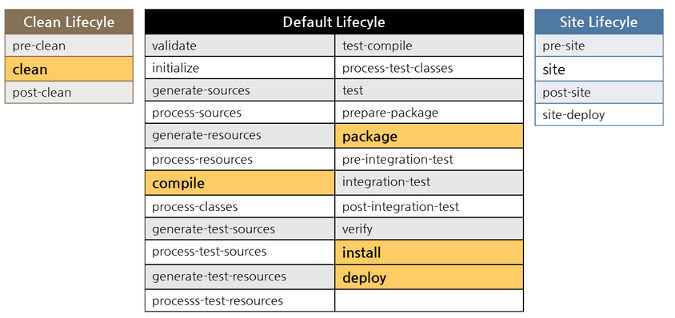 Clean Lifecyle
pre-clean
clean
post-clean
Default Lifecyle
validate
initialize
generate-sources
process-sources
generate-resources
process-resources
compile
process-classes
generate-test-sources
process-test-sources
generate-test-resources
processs-test-resources
test-compile
process-test-classes
test
prepare-package
package
pre-integration-test
integration-test
post-integration-test
verify
install
deploy
Site Lifecyle
pre-site
site
post-site
site-deploy